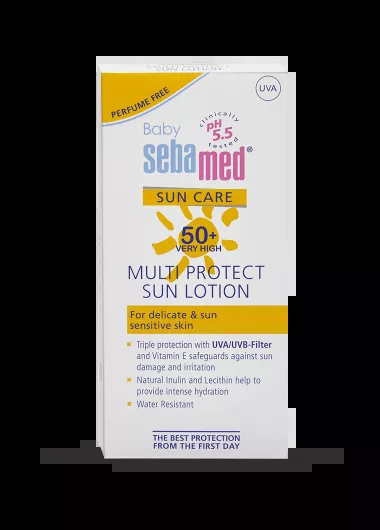 PERFUME FREE
UVA
clinically
pH
5.5
tested
Baby
sebamed®
SUN CARE
50+
VERY HIGH
MULTI PROTECT
SUN LOTION
For delicate & sun
sensitive skin
▪ Triple protection with UVA/UVB-Filter
and Vitamin E safeguards against sun
damage and irritation
▪ Natural Inulin and Lecithin help to
provide intense hydration
▪ Water Resistant
THE BEST PROTECTION
FROM THE FIRST DAY